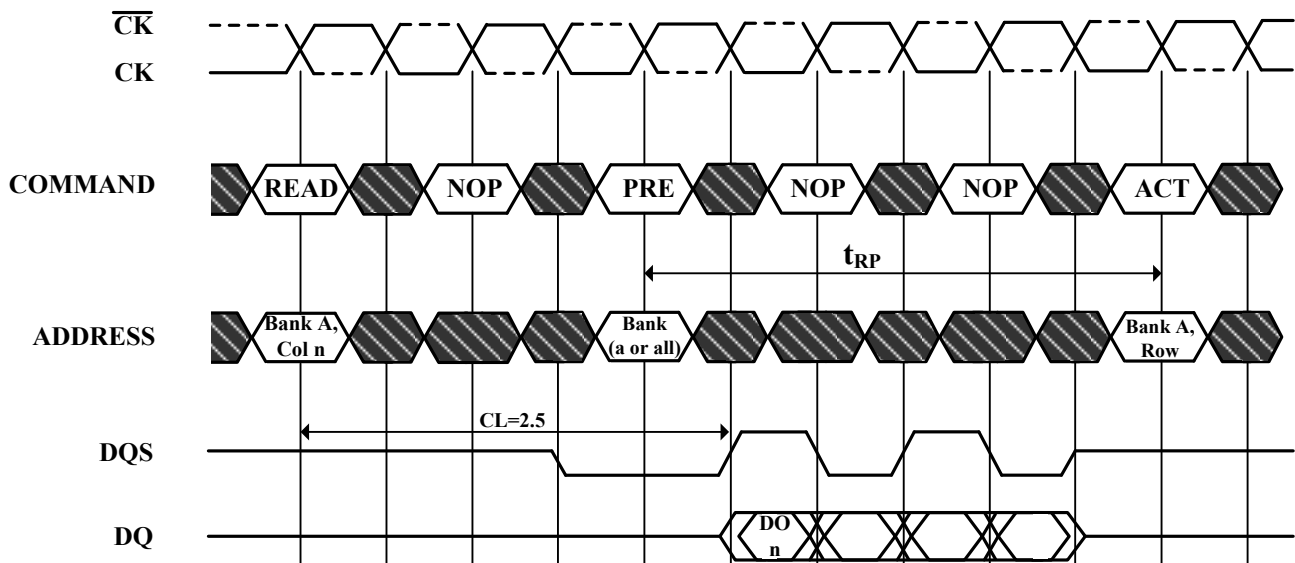 CK
CK
COMMAND
READ
NOP
PRE
NOP
NOP
ACT
tRP
ADDRESS
Bank A,
Col n
Bank
(a or all)
Bank A,
Row
CL=2.5
DQS
DQ
DO
n